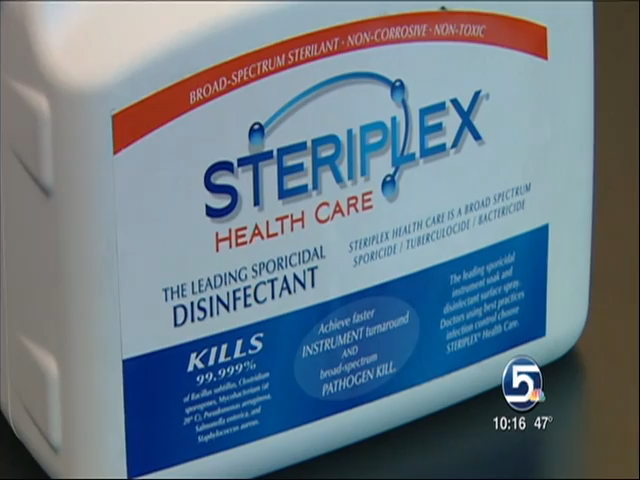 BROAD-SPECTRUM STERILANT · NON-CORROSIVE · NON-TOXIC
STERIPLEX
HEALTH CARE
STERIPLEX HEALTH CARE IS A BROAD SPECTRUM
SPORICIDE / TUBERCULOCIDE / BACTERICIDE
THE LEADING SPORICIDAL
DISINFECTANT
KILLS
99.999%
of Bacillus subtilis, Clostridium
sporogenes, Mycobacterium (at
20° C), Pseudomonas aeruginosa,
Salmonella enterica, and
Staphylococcus aureus.
Achieve faster
INSTRUMENT turnaround
AND
broad-spectrum
PATHOGEN KILL.
The leading sporicidal
instrument soak and
disinfectant surface spray.
Doctors using best practices
infection control choose
STERIPLEX® Health Care.
5
10:16 47°